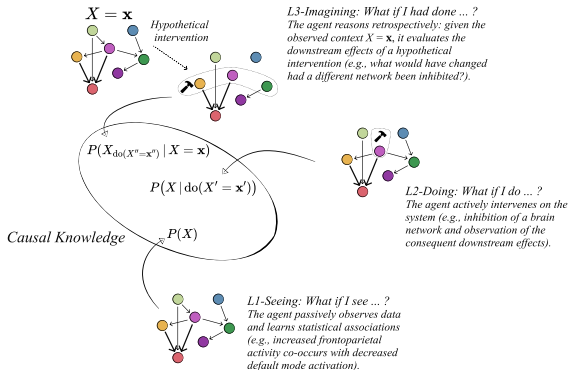 X = x
Hypothetical
intervention
L3-Imagining: What if I had done ... ?
The agent reasons retrospectively: given the
observed context X = x, it evaluates the
downstream effects of a hypothetical
intervention (e.g., what would have changed
had a different network been inhibited?).
P(X_do(X''=x'') | X = x)
P(X | do(X' = x'))
L2-Doing: What if I do ... ?
The agent actively intervenes on the
system (e.g., inhibition of a brain
network and observation of the
consequent downstream effects).
Causal Knowledge
P(X)
L1-Seeing: What if I see ... ?
The agent passively observes data
and learns statistical associations
(e.g., increased frontoparietal
activity co-occurs with decreased
default mode activation).